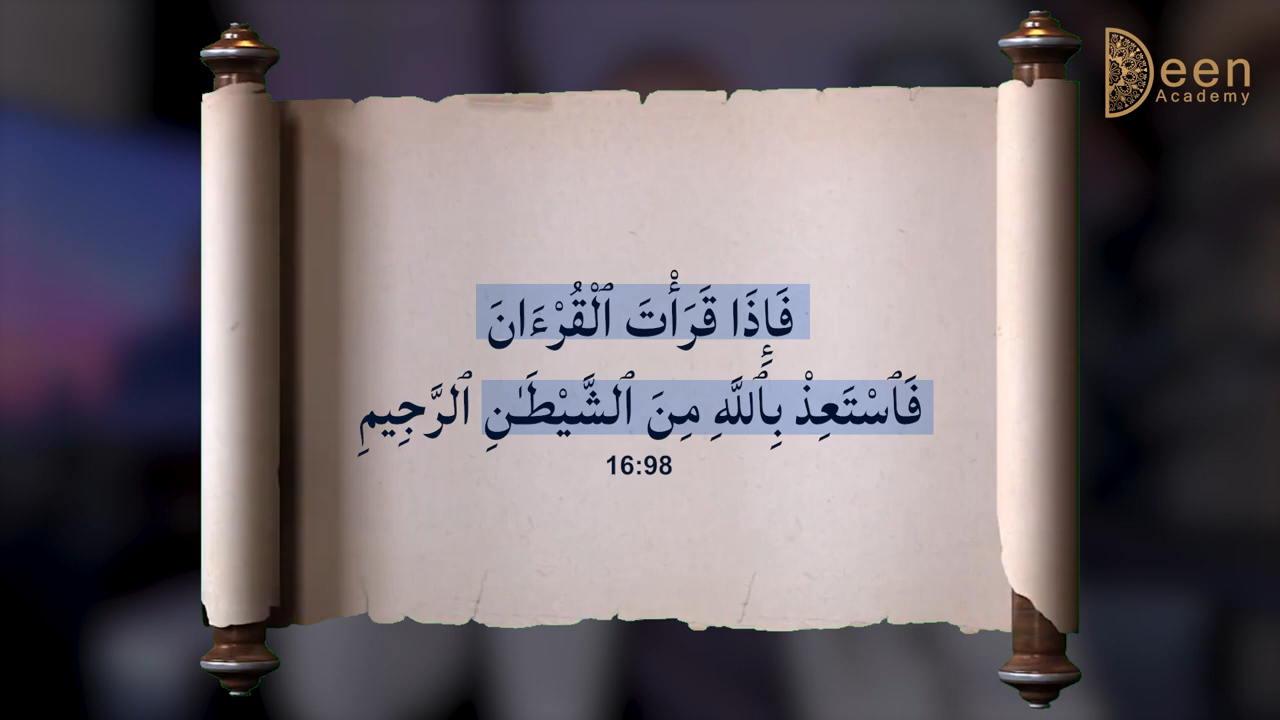 Deen
Academy
فَإِذَا قَرَأْتَ ٱلْقُرْءَانَ
فَٱسْتَعِذْ بِٱللَّهِ مِنَ ٱلشَّيْطَـٰنِ ٱلرَّجِيمِ
16:98